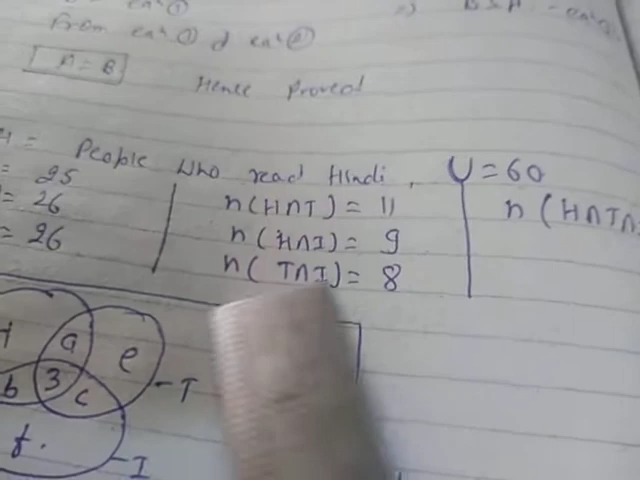 From eqⁿ ① & eqⁿ ②
A = B
Hence Proved
H = People who read Hindi, U = 60
= 25 n(H∩T) = 11 n(H∩T∩
= 26 n(H∩I) = 9
= 26 n(T∩I) = 8
a e
b 3 c - T
f. - I